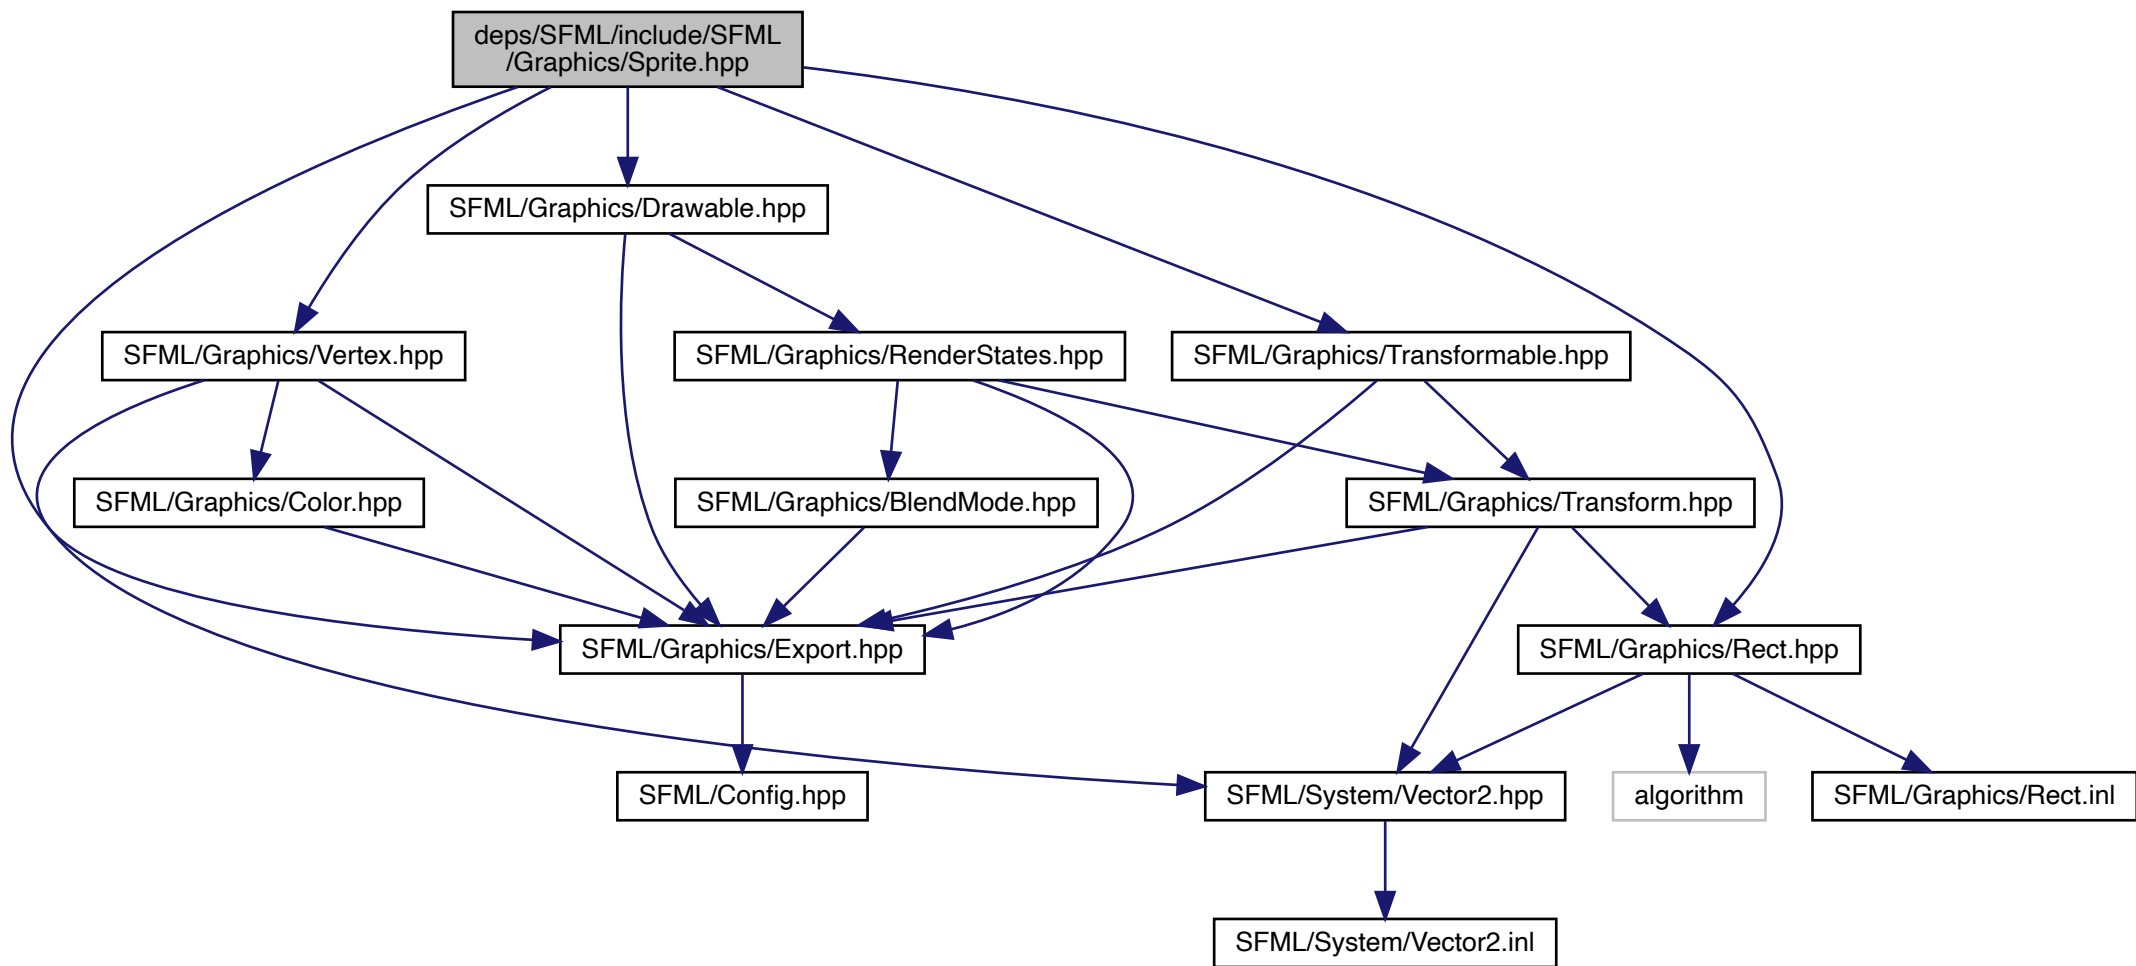 deps/SFML/include/SFML
/Graphics/Sprite.hpp
SFML/Graphics/Drawable.hpp
SFML/Graphics/Vertex.hpp
SFML/Graphics/RenderStates.hpp
SFML/Graphics/Transformable.hpp
SFML/Graphics/Color.hpp
SFML/Graphics/BlendMode.hpp
SFML/Graphics/Transform.hpp
SFML/Graphics/Export.hpp
SFML/Graphics/Rect.hpp
SFML/Config.hpp
SFML/System/Vector2.hpp
algorithm
SFML/Graphics/Rect.inl
SFML/System/Vector2.inl